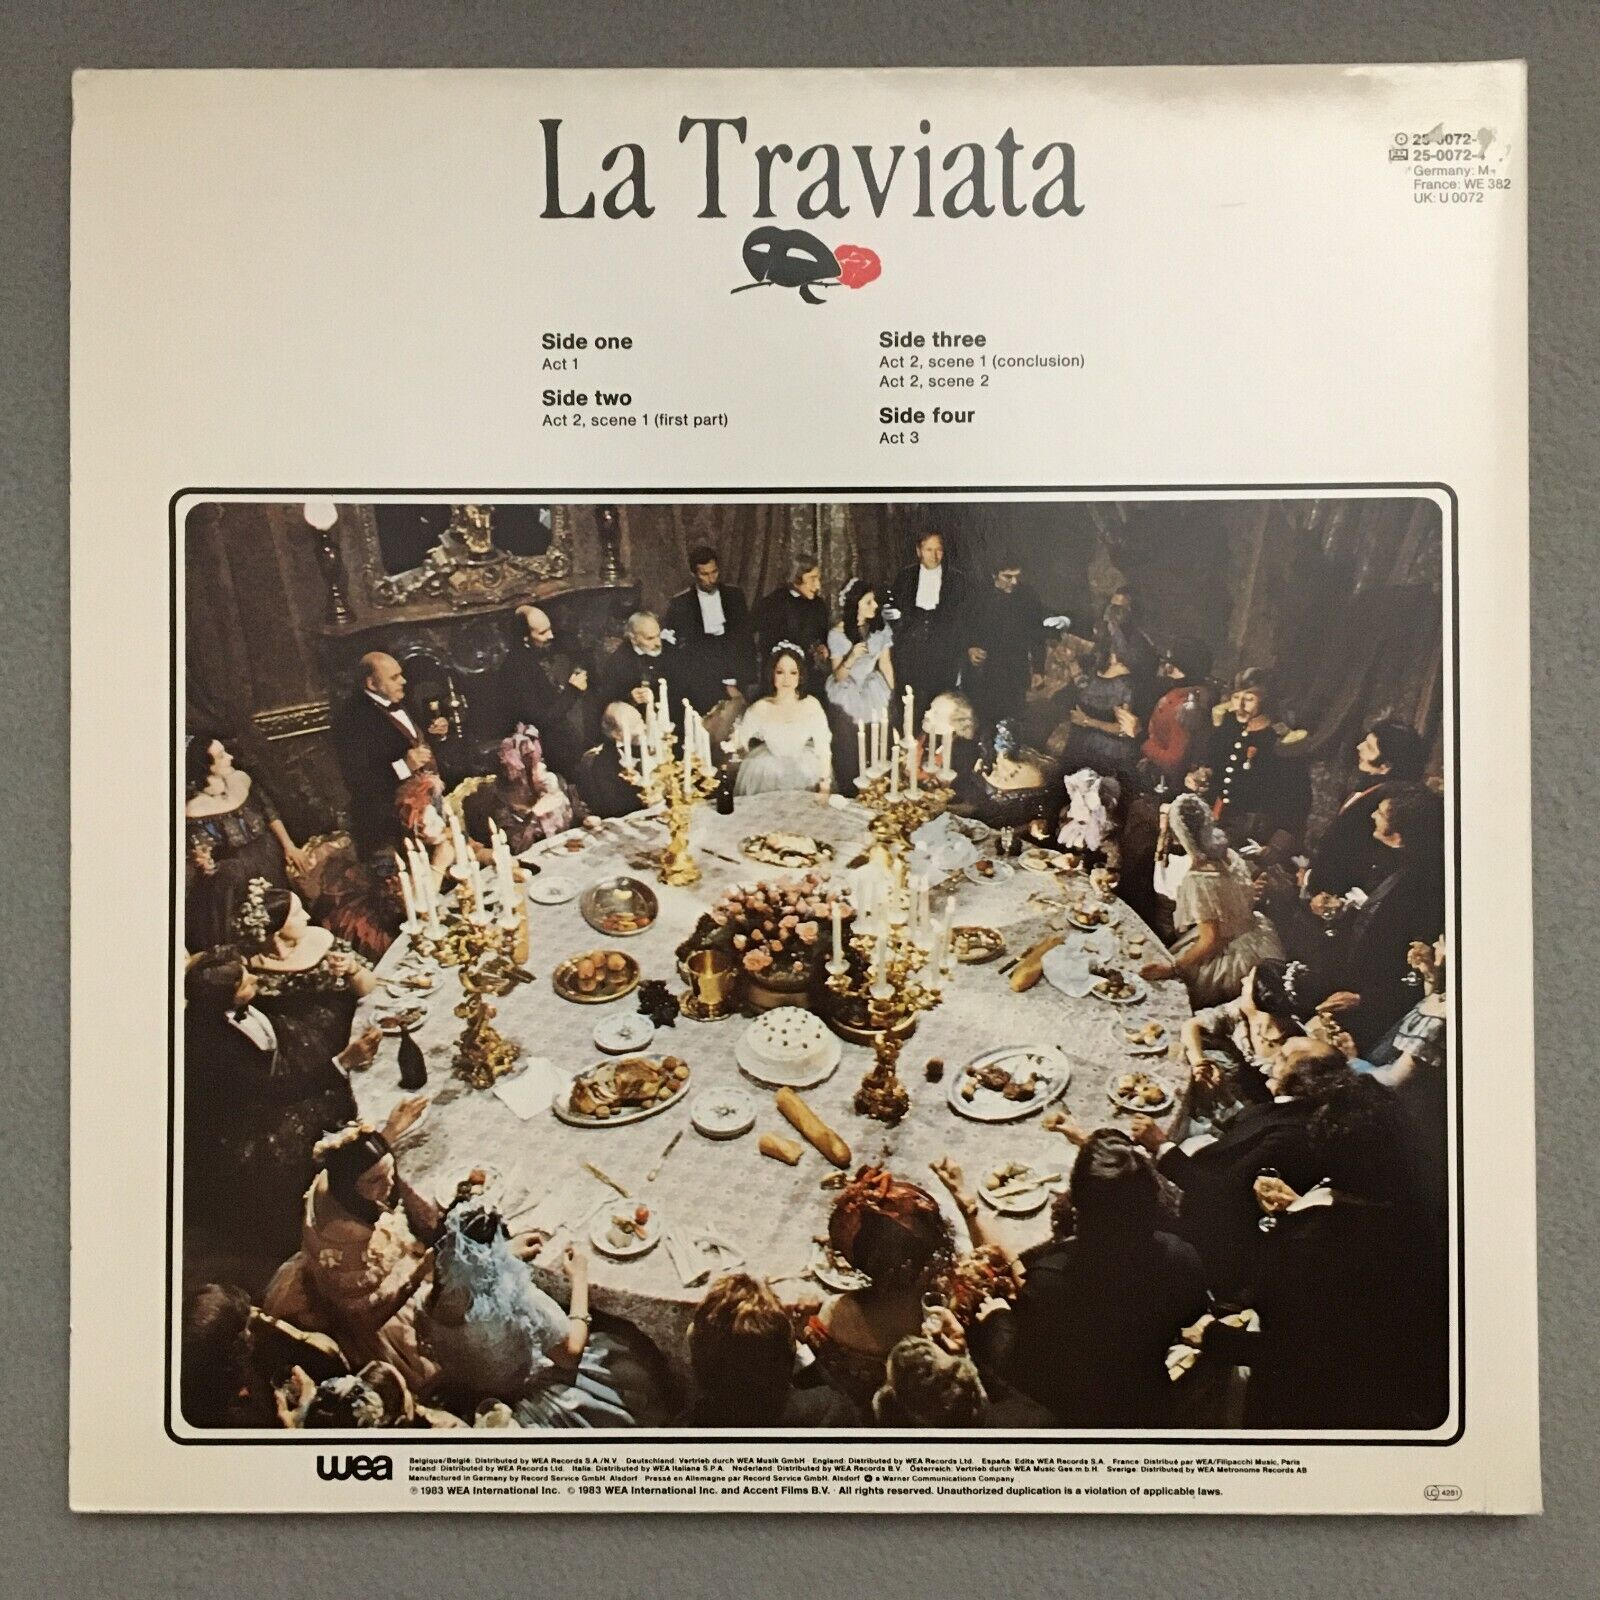 La Traviata
25-0072-
25-0072-4
Germany: M
France: WE 382
UK: U 0072
Side one
Act 1
Side two
Act 2, scene 1 (first part)
Side three
Act 2, scene 1 (conclusion)
Act 2, scene 2
Side four
Act 3
wea
Belgique/België: Distributed by WEA Records S.A./N.V. Deutschland: Vertrieb durch WEA Musik GmbH · England: Distributed by WEA Records Ltd. España: Edita WEA Records S.A. France: Distribué par WEA/Filipacchi Music, Paris
Ireland: Distributed by WEA Records Ltd. Italia: Distributed by WEA Italiana S.P.A. Nederland: Distributed by WEA Records B.V. Österreich: Vertrieb durch WEA Music Ges.m.b.H. Sverige: Distributed by WEA Metronome Records AB
Manufactured in Germany by Record Service GmbH, Alsdorf · Pressé en Allemagne par Record Service GmbH, Alsdorf a Warner Communications Company
℗ 1983 WEA International Inc. © 1983 WEA International Inc. and Accent Films B.V. · All rights reserved. Unauthorized duplication is a violation of applicable laws.
LC 4281